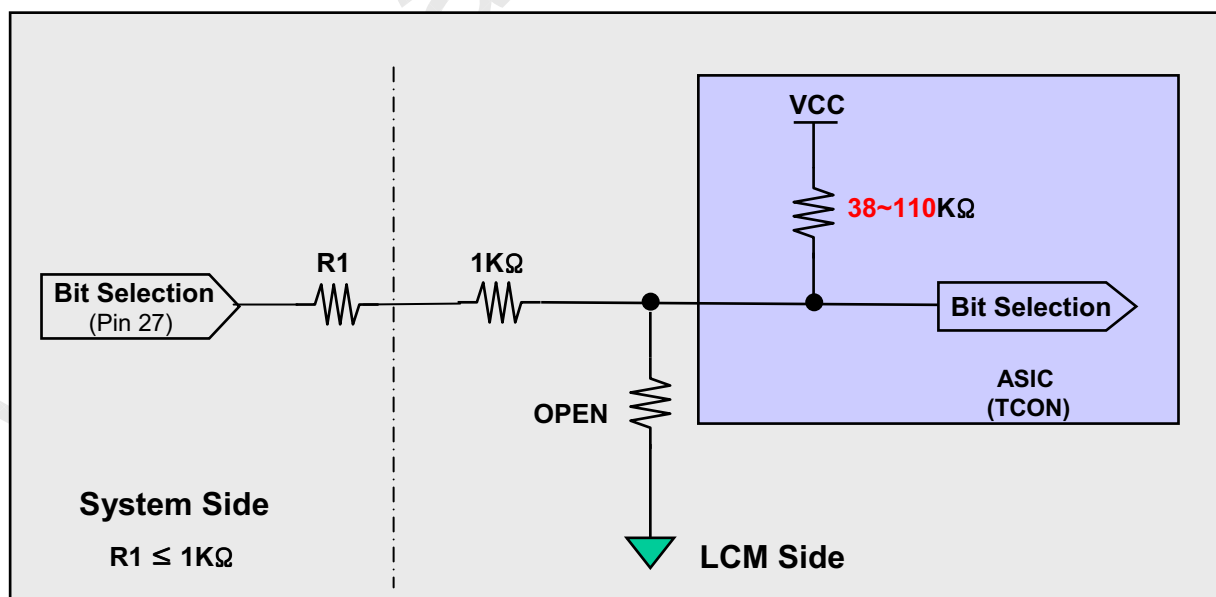 VCC
38~110KΩ
R1
1KΩ
Bit Selection
(Pin 27)
Bit Selection
ASIC
(TCON)
OPEN
System Side
R1 ≤ 1KΩ
LCM Side